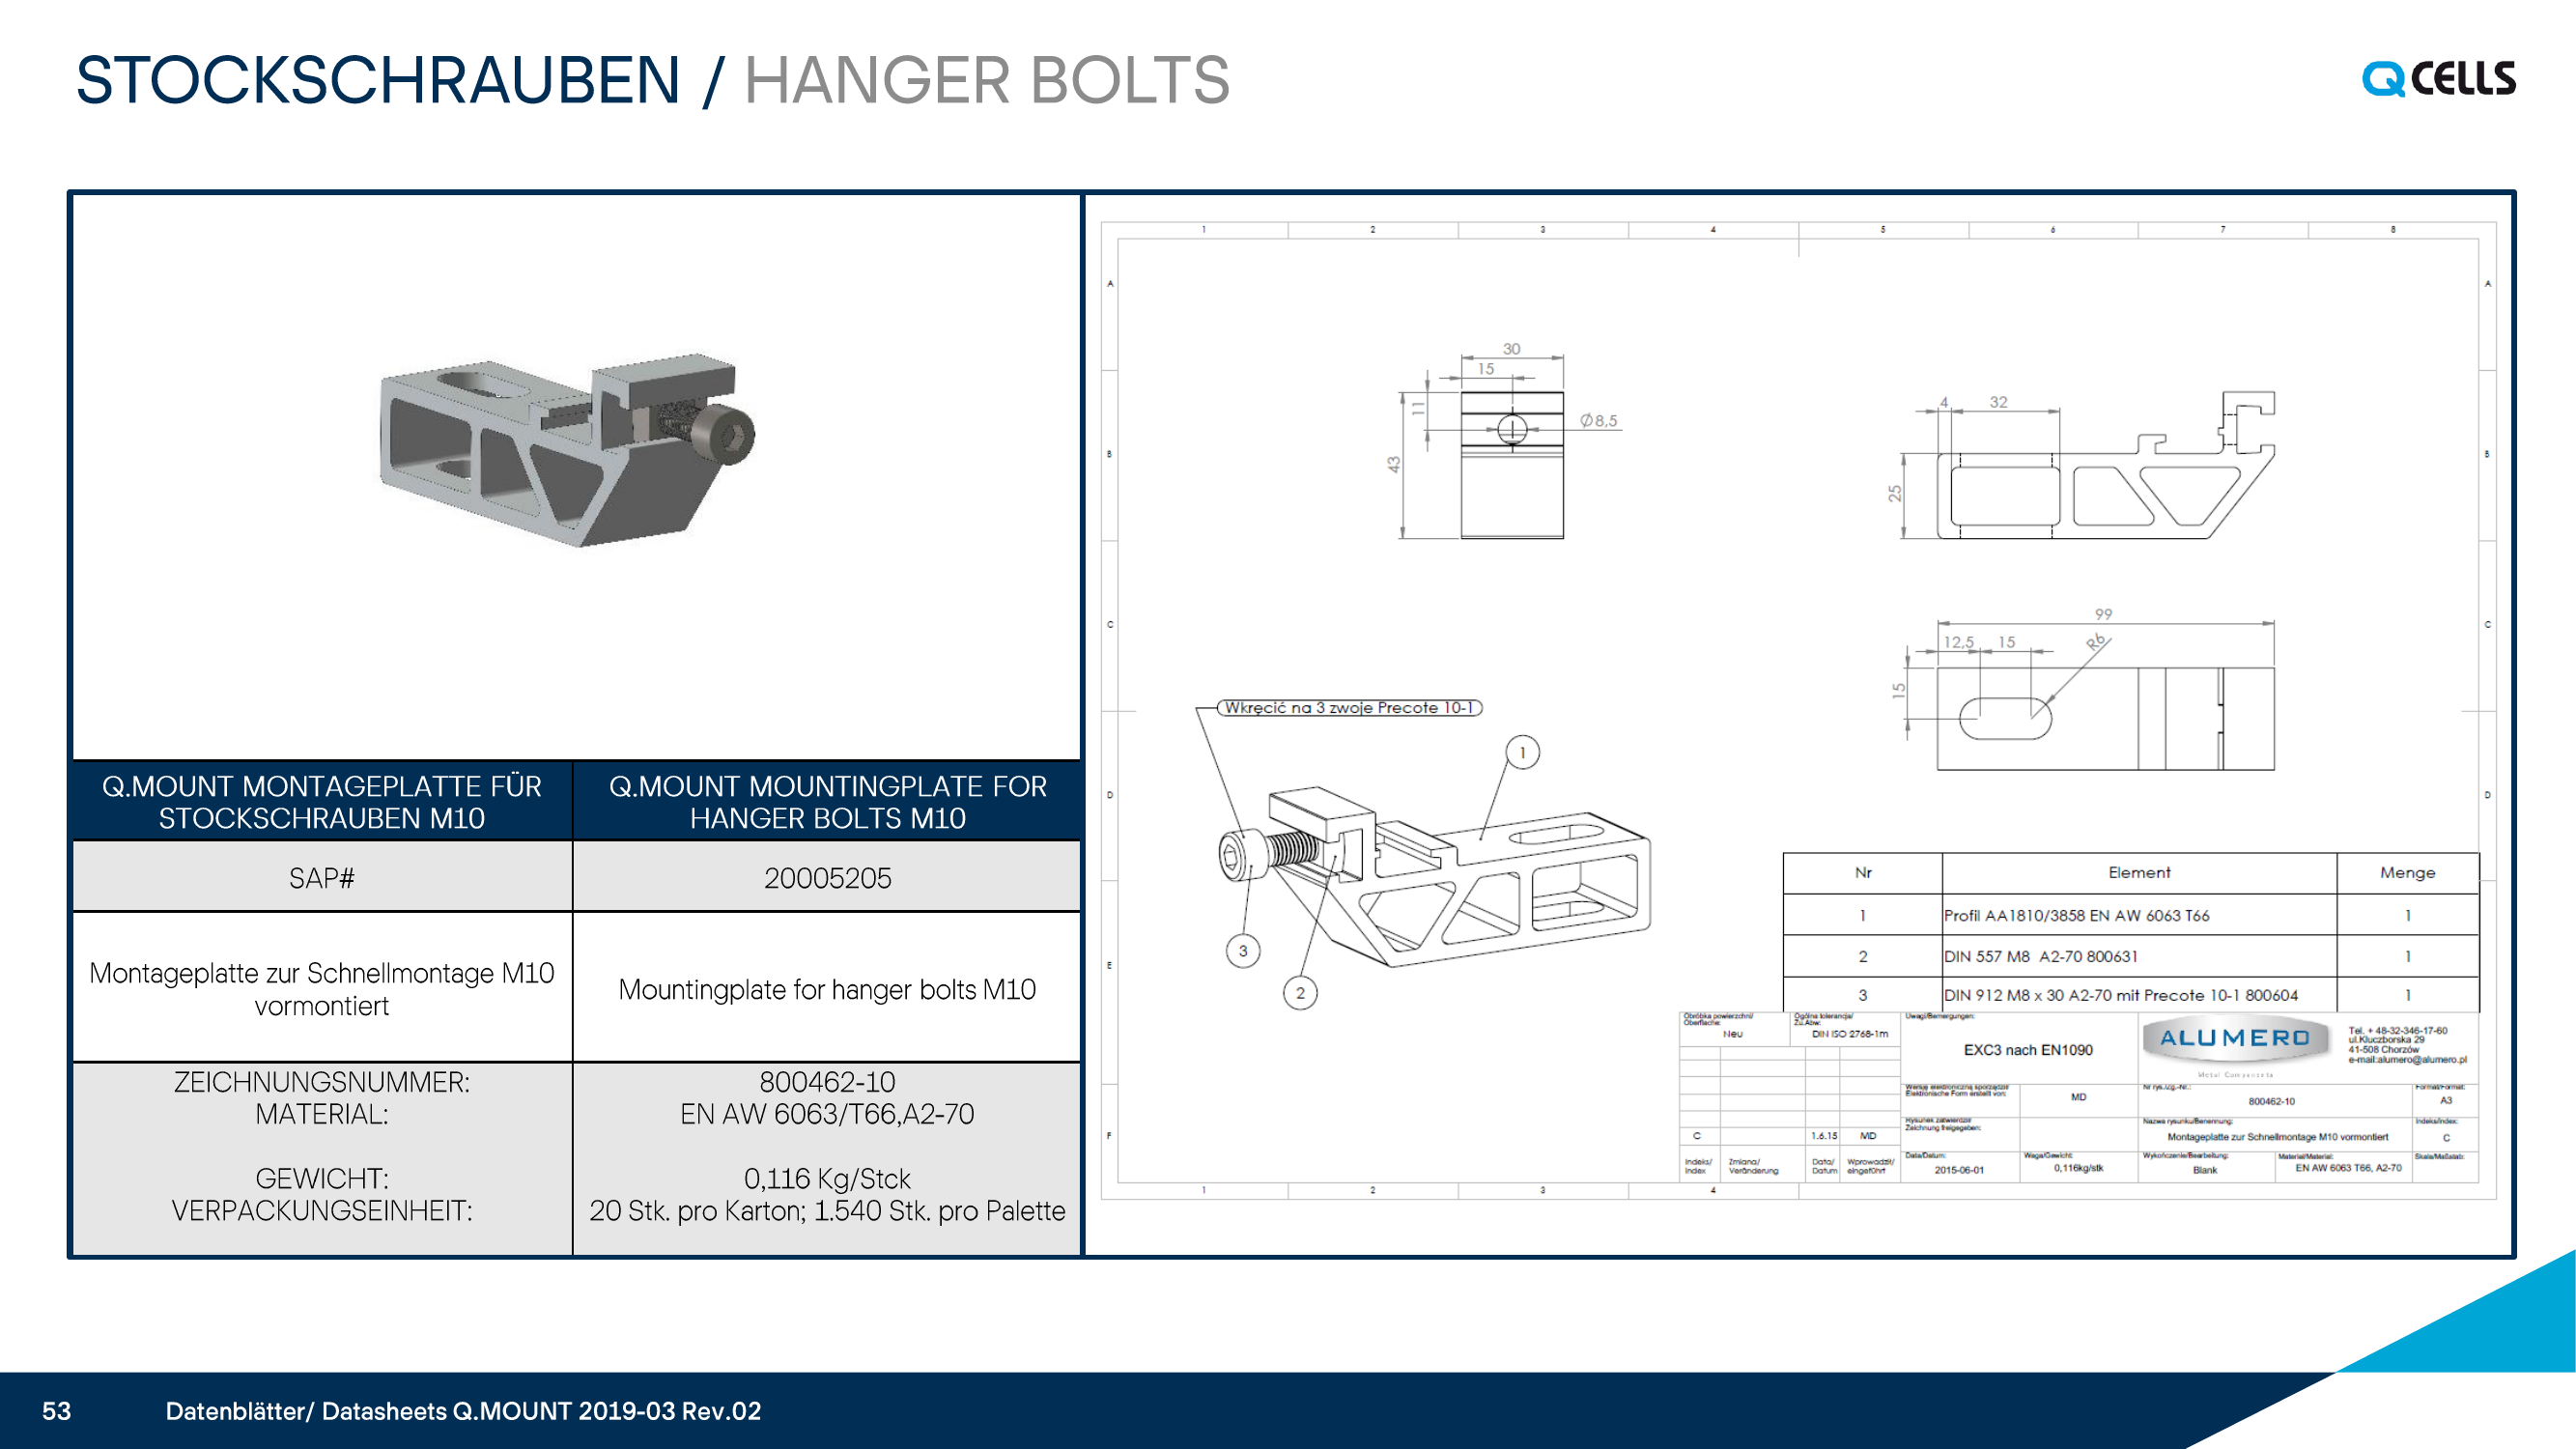 STOCKSCHRAUBEN / HANGER BOLTS
Q CELLS
Q.MOUNT MONTAGEPLATTE FÜR
STOCKSCHRAUBEN M10
Q.MOUNT MOUNTINGPLATE FOR
HANGER BOLTS M10
SAP#
20005205
Montageplatte zur Schnellmontage M10
vormontiert
Mountingplate for hanger bolts M10
ZEICHNUNGSNUMMER:
800462-10
MATERIAL:
EN AW 6063/T66,A2-70
GEWICHT:
0,116 Kg/Stck
VERPACKUNGSEINHEIT:
20 Stk. pro Karton; 1.540 Stk. pro Palette
1 2 3 4 5 6 7 8
A A
B B
C C
D D
E
F
30
15
11
43
Ø8,5
4 32
25
99
12,5 15 R6
15
Wkręcić na 3 zwoje Precote 10-1
1
3
2
Nr Element Menge
1 Profil AA1810/3858 EN AW 6063 T66 1
2 DIN 557 M8 A2-70 800631 1
3 DIN 912 M8 x 30 A2-70 mit Precote 10-1 800604 1
Obróbka powierzchni/
Oberflache:
Neu
Ogólna tolerancja/
Zul.Abw:
DIN ISO 2768-1m
Uwagi/Bemerkungen:
EXC3 nach EN1090
ALUMERO
Metal Components
Tel. + 48-32-346-17-60
ul.Kluczborska 29
41-508 Chorzów
e-mail:alumero@alumero.pl
Wersję elektroniczną sporządził/
Elektronische Form erstellt von:
MD
Nr rys./Zg.-Nr.:
800462-10
Format/Format:
A3
Rysunek zatwierdził/
Zeichnung freigegeben:
Nazwa rysunku/Benennung:
Montageplatte zur Schnellmontage M10 vormontiert
Indeks/Index:
C
C 1.6.15 MD
Indeks/
Index
Zmiana/
Veränderung
Data/
Datum
Wprowadził/
eingeführt
Data/Datum:
2015-06-01
Waga/Gewicht:
0,116kg/stk
Wykończenie/Bearbeitung:
Blank
Materiał/Material:
EN AW 6063 T66, A2-70
Skala/Maßstab:
1 2 3 4
53
Datenblätter/ Datasheets Q.MOUNT 2019-03 Rev.02